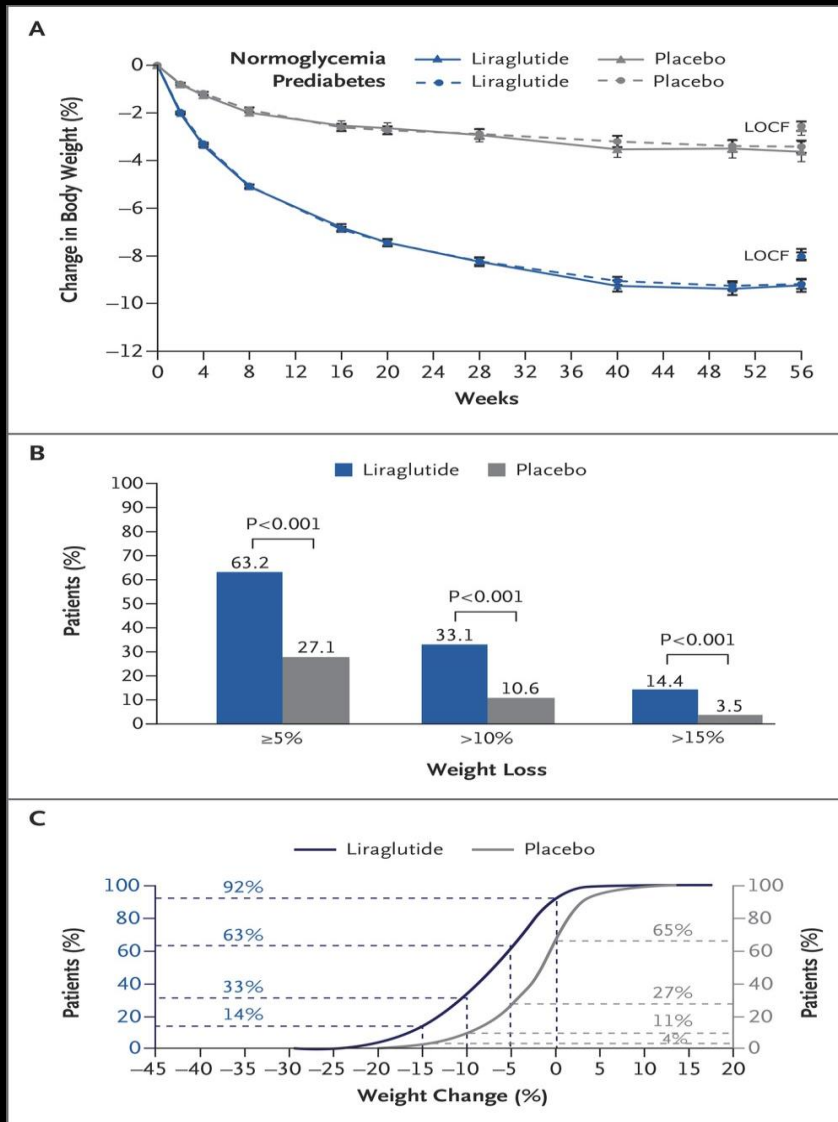 A
Normoglycemia Liraglutide Placebo
Prediabetes Liraglutide Placebo
Change in Body Weight (%)
0
−2
−4
−6
−8
−10
−12
LOCF
LOCF
0 4 8 12 16 20 24 28 32 36 40 44 48 52 56
Weeks
B
Liraglutide Placebo
Patients (%)
100
90
80
70
60
50
40
30
20
10
0
P<0.001
63.2
27.1
P<0.001
33.1
10.6
P<0.001
14.4
3.5
≥5% >10% >15%
Weight Loss
C
Liraglutide Placebo
Patients (%)
100
80
60
40
20
0
92%
63%
33%
14%
65%
27%
11%
4%
100
80
60
40
20
0
Patients (%)
−45 −40 −35 −30 −25 −20 −15 −10 −5 0 5 10 15 20
Weight Change (%)